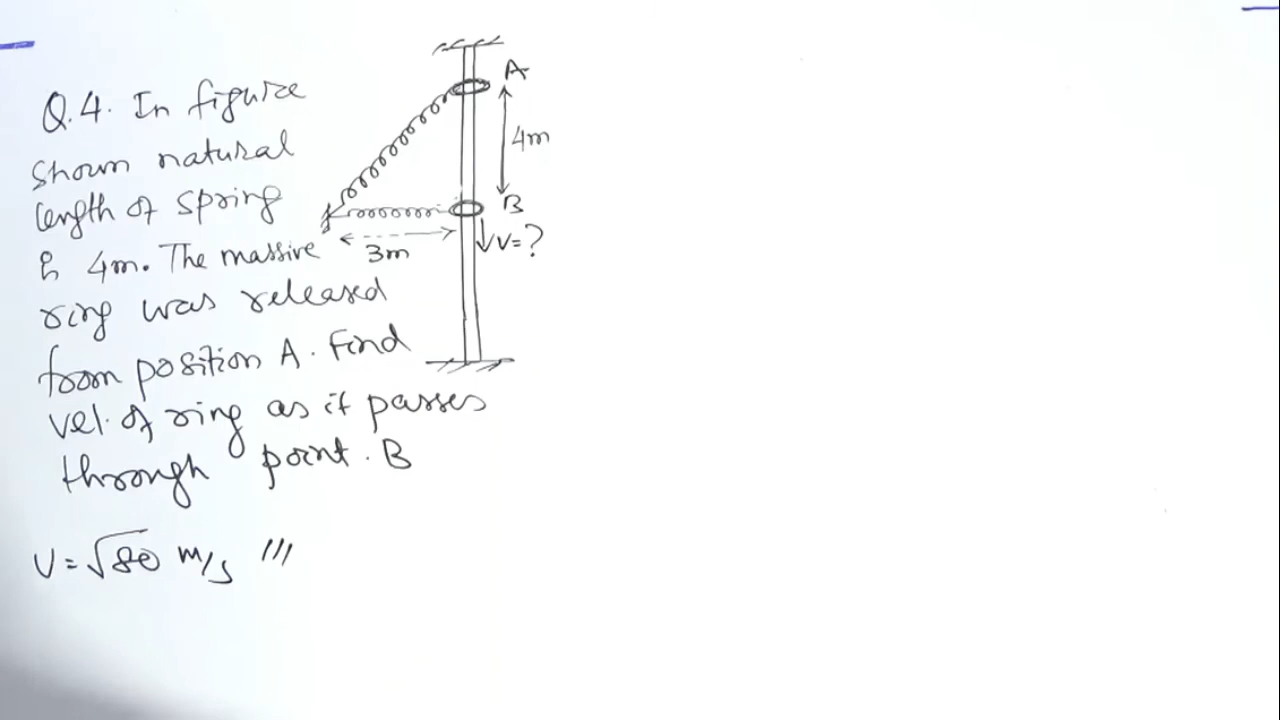 Q.4. In figure
shown natural
length of spring
is 4m. The massive
ring was released
from position A. Find
vel. of ring as it passes
through point. B
V = √80 m/s ///
A
4m
B
3m
V=?